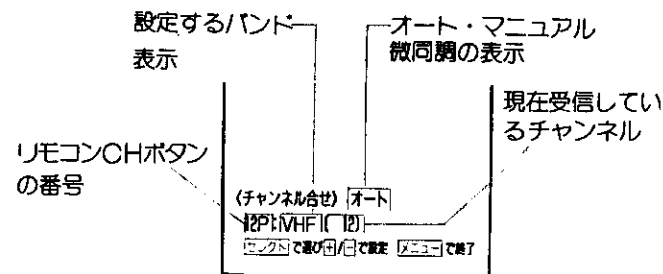 設定するバンド
表示
オート・マニュアル
微同調の表示
現在受信してい
るチャンネル
リモコンCHボタン
の番号
〈チャンネル合せ〉 オート
12P: VHF [ 12]
セレクト で選び + / - で設定 メニュー で終了